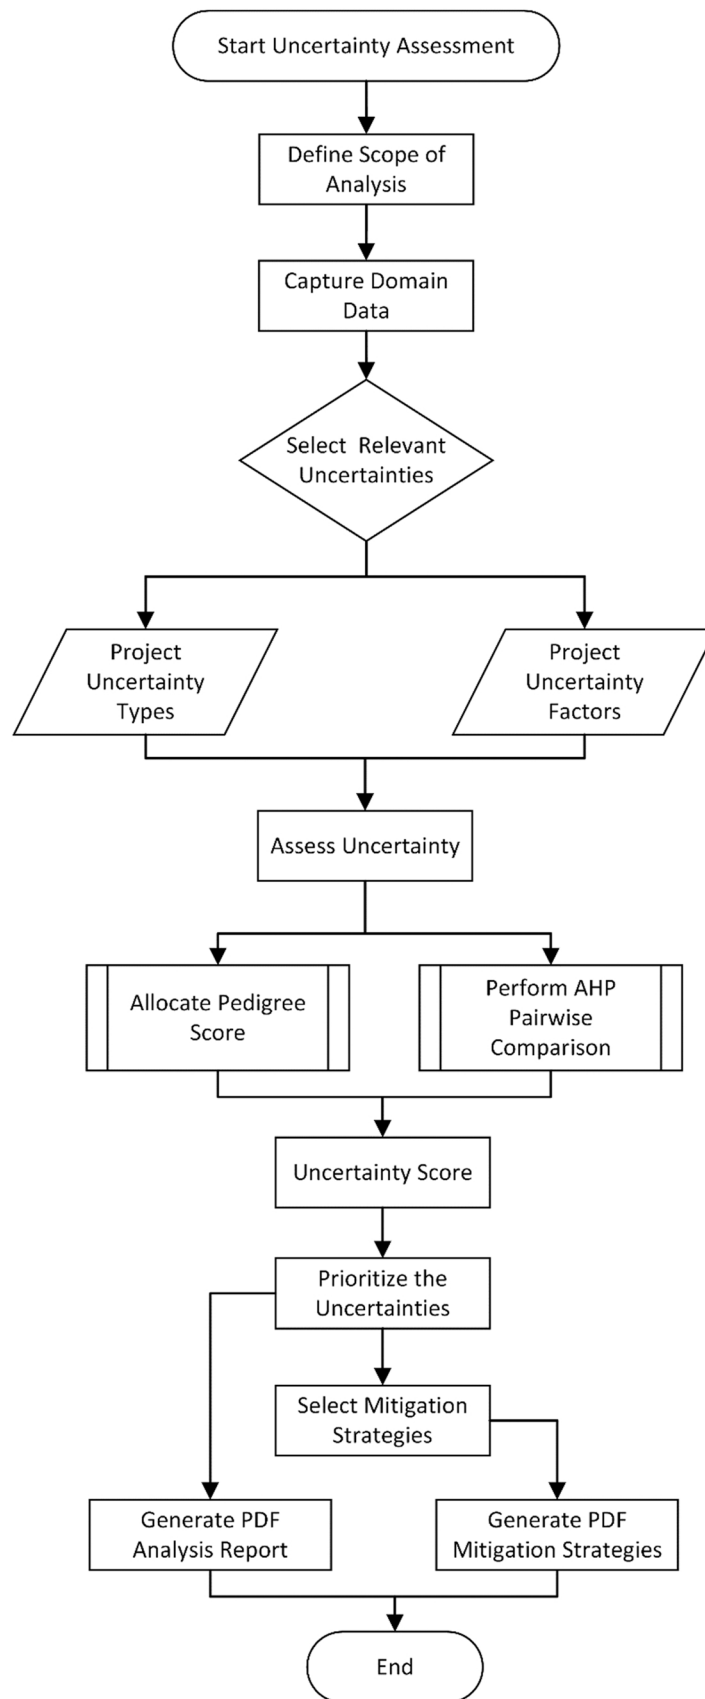 Start Uncertainty Assessment
Define Scope of
Analysis
Capture Domain
Data
Select Relevant
Uncertainties
Project
Uncertainty
Types
Project
Uncertainty
Factors
Assess Uncertainty
Allocate Pedigree
Score
Perform AHP
Pairwise
Comparison
Uncertainty Score
Prioritize the
Uncertainties
Select Mitigation
Strategies
Generate PDF
Analysis Report
Generate PDF
Mitigation Strategies
End